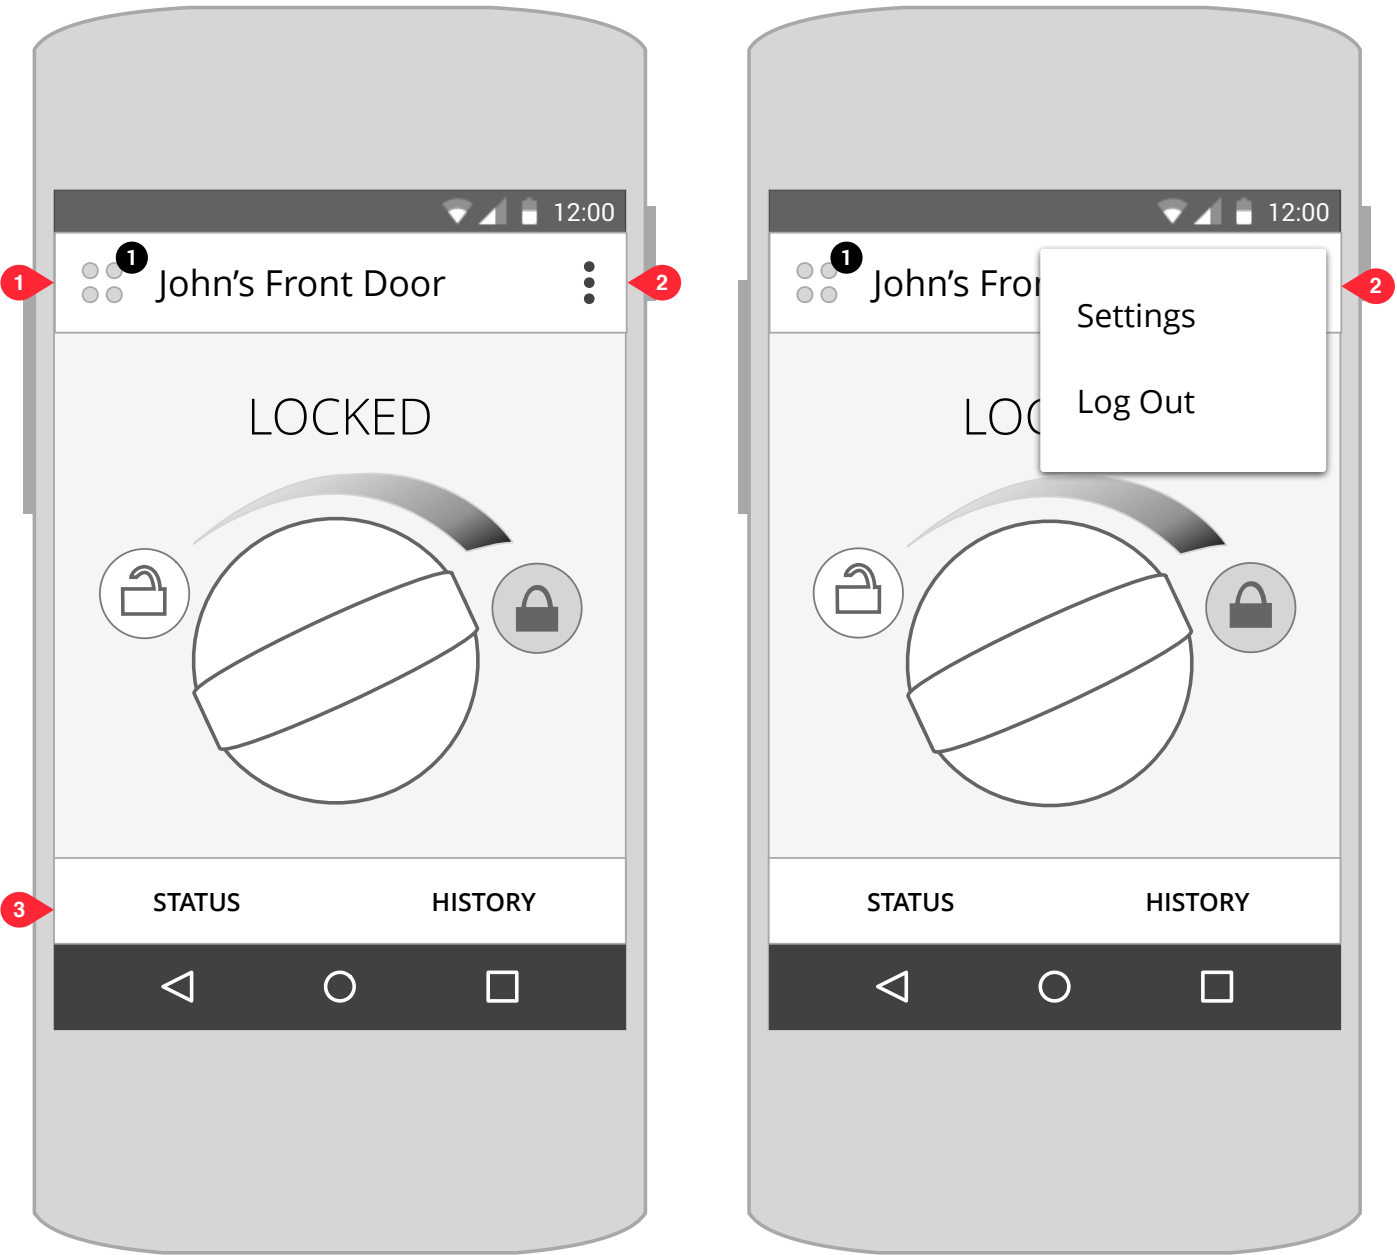 12:00
1
1
John's Front Door
2
LOCKED
3
STATUS
HISTORY
12:00
1
John's Fror
Settings
2
Log Out
LOC
STATUS
HISTORY